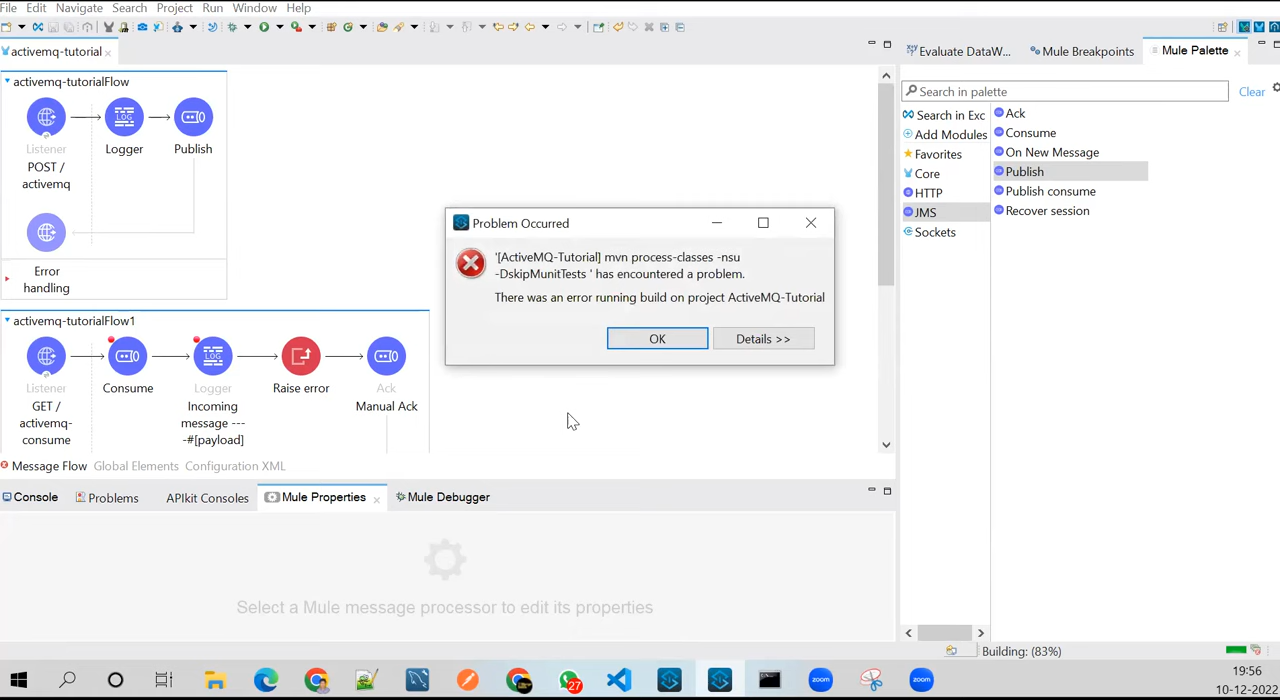 File Edit Navigate Search Project Run Window Help
activemq-tutorial
Evaluate DataW...
Mule Breakpoints
Mule Palette
activemq-tutorialFlow
Listener
POST /
activemq
Logger
Publish
Error
handling
Search in palette
Clear
Search in Exc
Add Modules
Favorites
Core
HTTP
JMS
Sockets
Ack
Consume
On New Message
Publish
Publish consume
Recover session
Problem Occurred
'[ActiveMQ-Tutorial] mvn process-classes -nsu
-DskipMunitTests ' has encountered a problem.
There was an error running build on project ActiveMQ-Tutorial
OK
Details >>
activemq-tutorialFlow1
Listener
GET /
activemq-
consume
Consume
LOG
Logger
Incoming
message ---
-#[payload]
Raise error
Ack
Manual Ack
Message Flow Global Elements Configuration XML
Console
Problems
APIkit Consoles
Mule Properties
Mule Debugger
Select a Mule message processor to edit its properties
Building: (83%)
27
zoom
zoom
19:56
10-12-2022